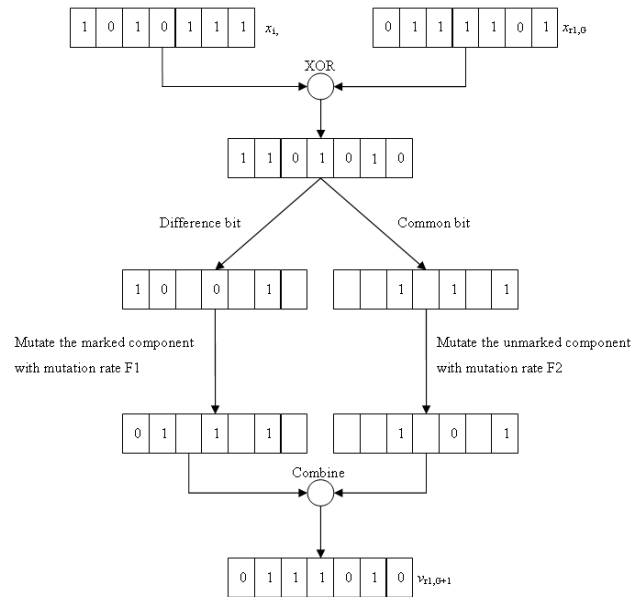 1 0 1 0 1 1 1 x_i,
0 1 1 1 1 0 1 x_r1,G
XOR
1 1 0 1 0 1 0
Difference bit
Common bit
1 0 0 1
1 1 1
Mutate the marked component
with mutation rate F1
Mutate the unmarked component
with mutation rate F2
0 1 1 1
1 0 1
Combine
0 1 1 1 0 1 0 v_r1,G+1